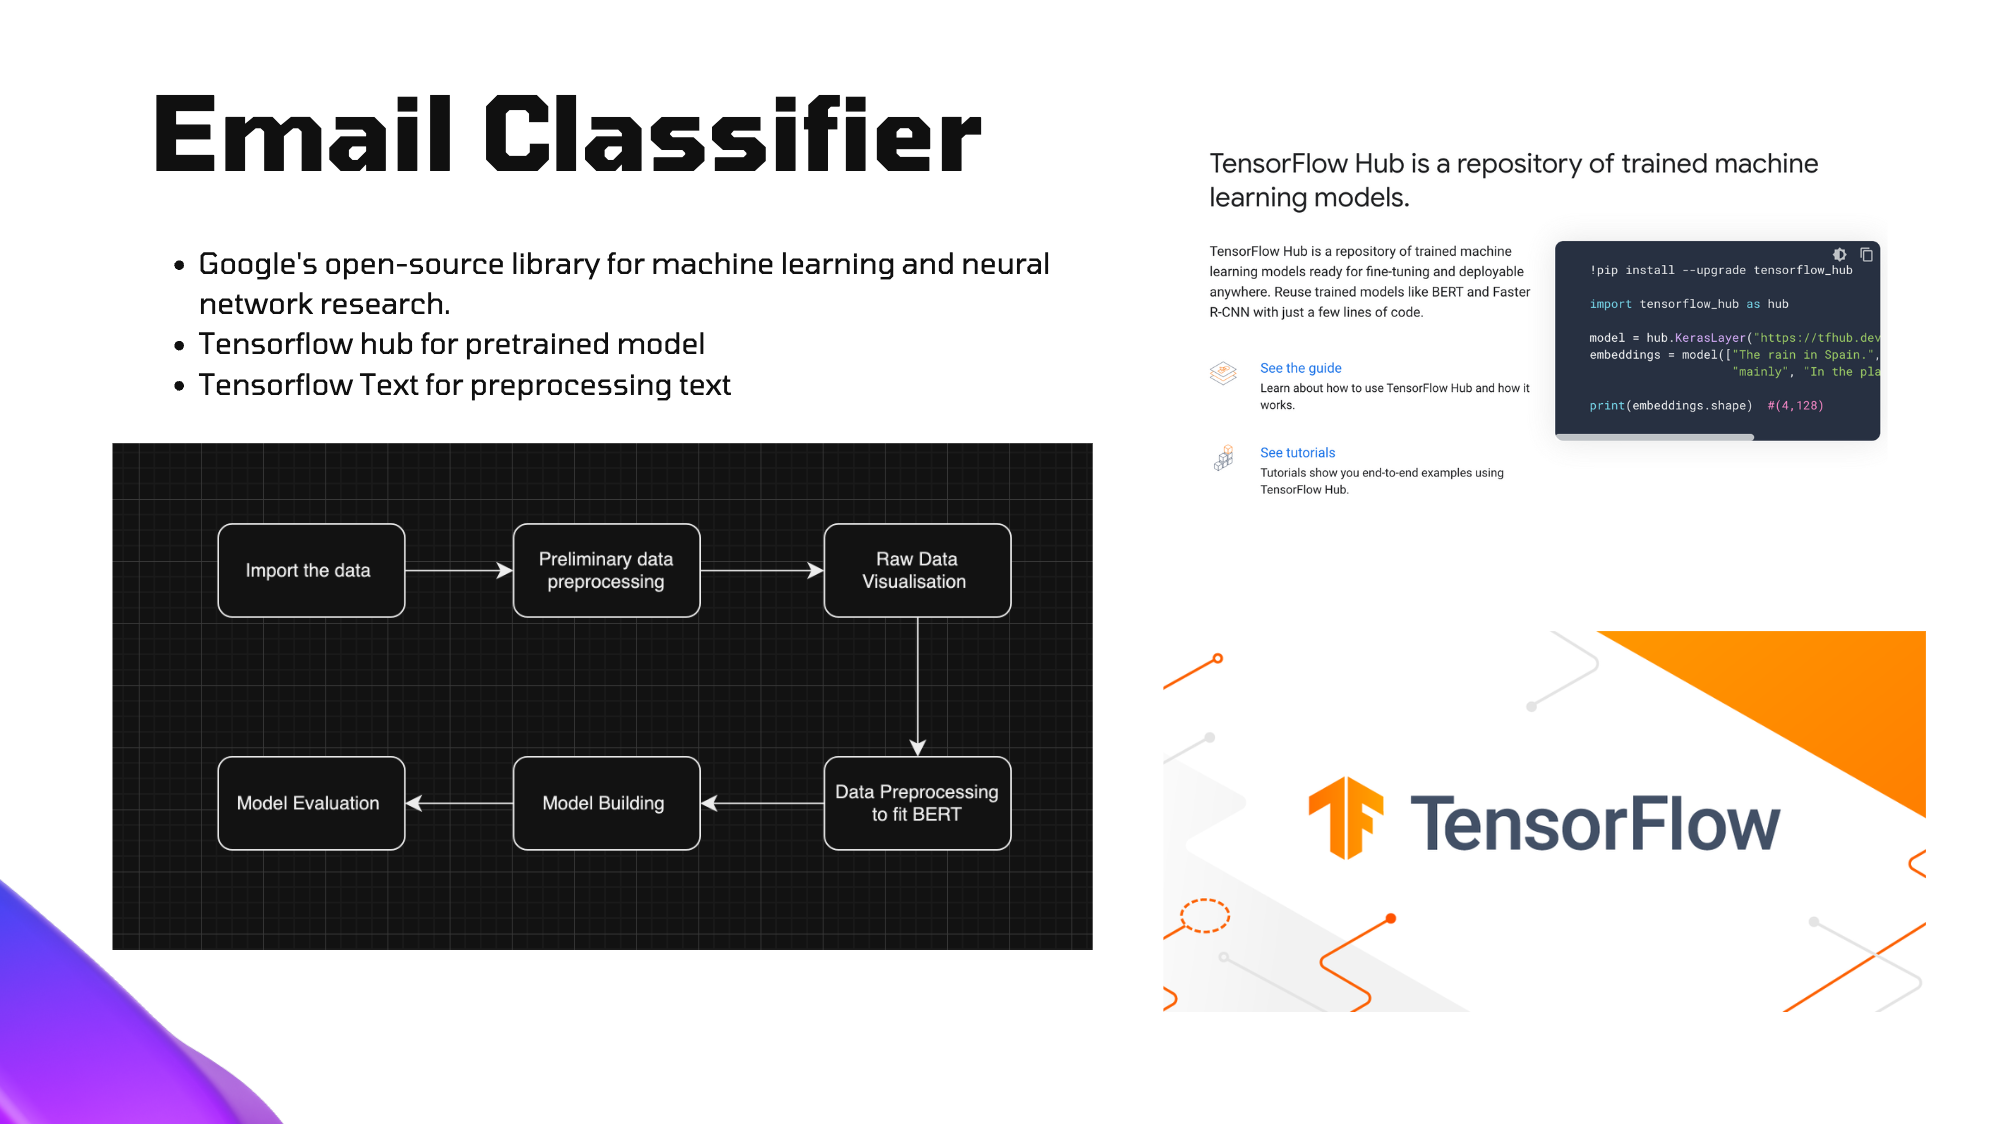 Email Classifier
Google's open-source library for machine learning and neural
network research.
Tensorflow hub for pretrained model
Tensorflow Text for preprocessing text
Import the data
Preliminary data
preprocessing
Raw Data
Visualisation
Data Preprocessing
to fit BERT
Model Building
Model Evaluation
TensorFlow Hub is a repository of trained machine
learning models.
TensorFlow Hub is a repository of trained machine
learning models ready for fine-tuning and deployable
anywhere. Reuse trained models like BERT and Faster
R-CNN with just a few lines of code.
See the guide
Learn about how to use TensorFlow Hub and how it
works.
See tutorials
Tutorials show you end-to-end examples using
TensorFlow Hub.
!pip install --upgrade tensorflow_hub
import tensorflow_hub as hub
model = hub.KerasLayer("https://tfhub.dev
embeddings = model(["The rain in Spain.",
"mainly", "In the pla
print(embeddings.shape)  #(4,128)
TensorFlow